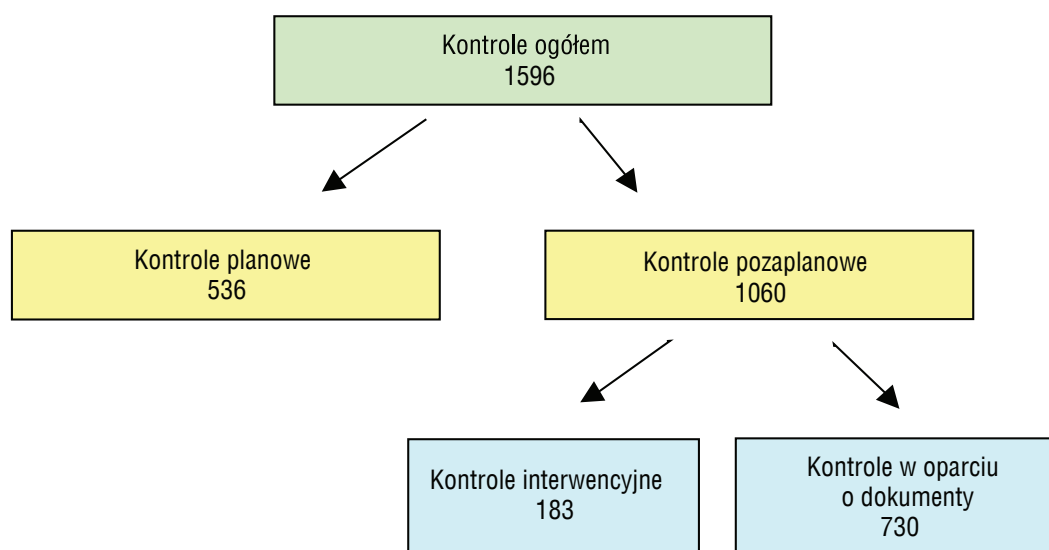 Kontrole ogółem
1596
Kontrole planowe
536
Kontrole pozaplanowe
1060
Kontrole interwencyjne
183
Kontrole w oparciu
o dokumenty
730